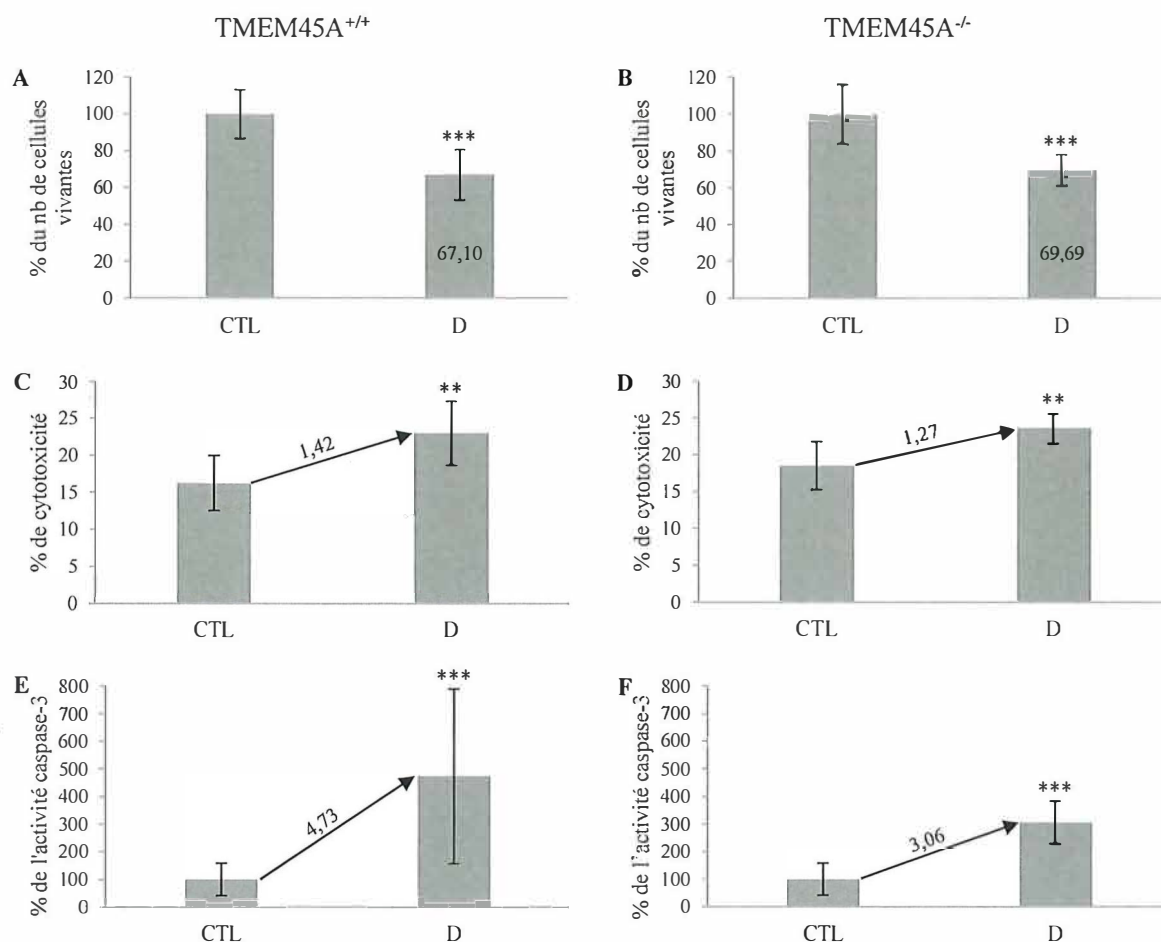 TMEM45A+/+
TMEM45A-/-
A
% du nb de cellules
vivantes
120
100
80
60
40
20
0
***
67,10
CTL
D
B
% du nb de cellules
vivantes
120
100
80
60
40
20
0
***
69,69
CTL
D
C
% de cytotoxicité
30
25
20
15
10
5
0
1,42
**
CTL
D
D
% de cytotoxicité
30
25
20
15
10
5
0
1,27
**
CTL
D
E
% de l'activité caspase-3
800
700
600
500
400
300
200
100
0
4,73
***
CTL
D
F
% de l'activité caspase-3
800
700
600
500
400
300
200
100
0
3,06
***
CTL
D